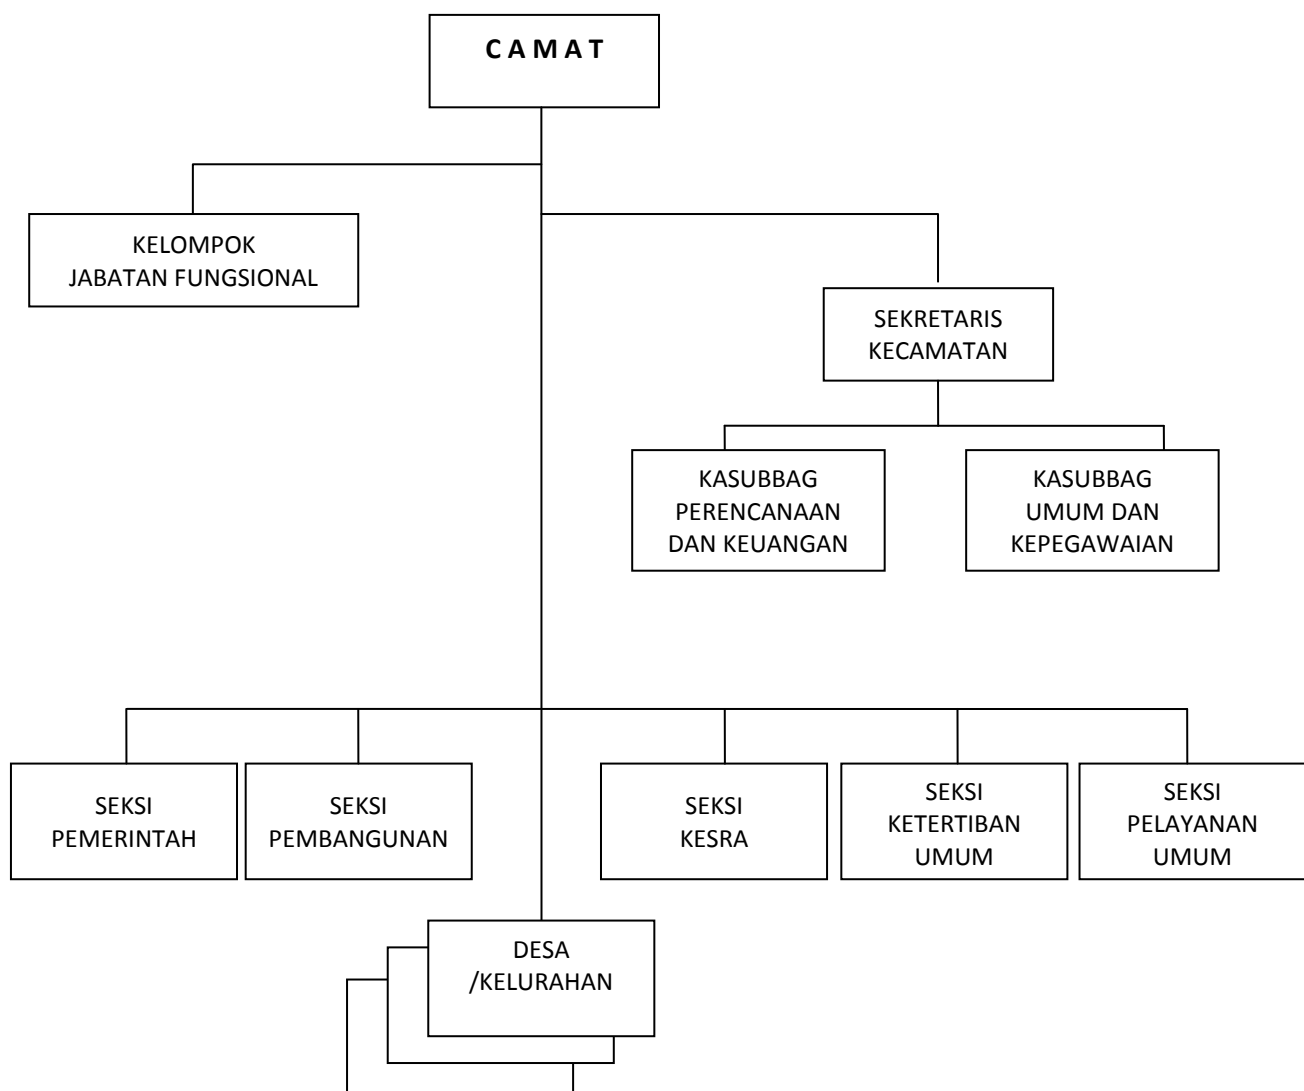 C A M A T
KELOMPOK
JABATAN FUNGSIONAL
SEKRETARIS
KECAMATAN
KASUBBAG
PERENCANAAN
DAN KEUANGAN
KASUBBAG
UMUM DAN
KEPEGAWAIAN
SEKSI
PEMERINTAH
SEKSI
PEMBANGUNAN
SEKSI
KESRA
SEKSI
KETERTIBAN
UMUM
SEKSI
PELAYANAN
UMUM
DESA
/KELURAHAN